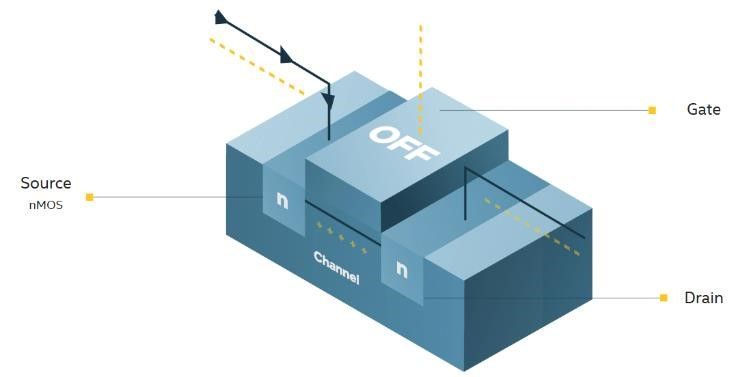 OFF
Gate
Source
nMOS
n
Channel
n
Drain